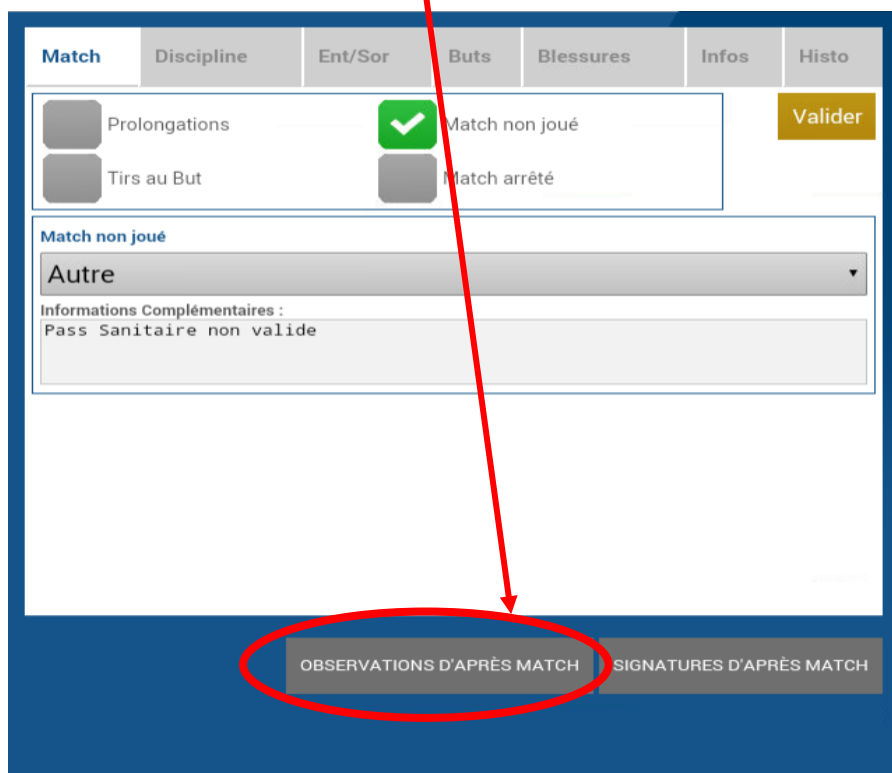 Match Discipline Ent/Sor Buts Blessures Infos Histo
Prolongations Match non joué Valider
Tirs au But Match arrêté
Match non joué
Autre
Informations Complémentaires :
Pass Sanitaire non valide
OBSERVATIONS D'APRÈS MATCH SIGNATURES D'APRÈS MATCH